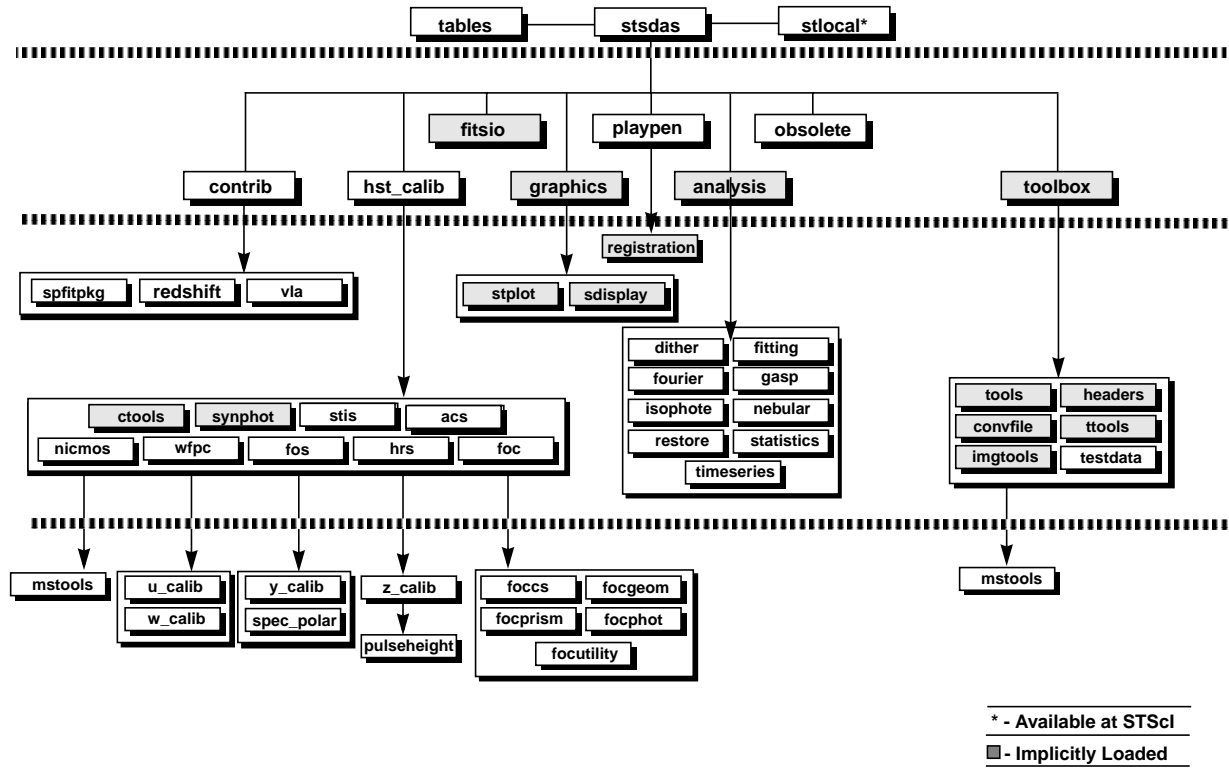 tables stsdas stlocal*
fitsio playpen obsolete
contrib hst_calib graphics analysis toolbox
registration
spfitpkg redshift vla
stplot sdisplay
dither fitting
fourier gasp
isophote nebular
restore statistics
timeseries
tools headers
convfile ttools
imgtools testdata
ctools synphot stis acs
nicmos wfpc fos hrs foc
mstools
u_calib
w_calib
y_calib
spec_polar
z_calib
pulseheight
foccs focgeom
focprism focphot
focutility
mstools
* - Available at STScI
- Implicitly Loaded